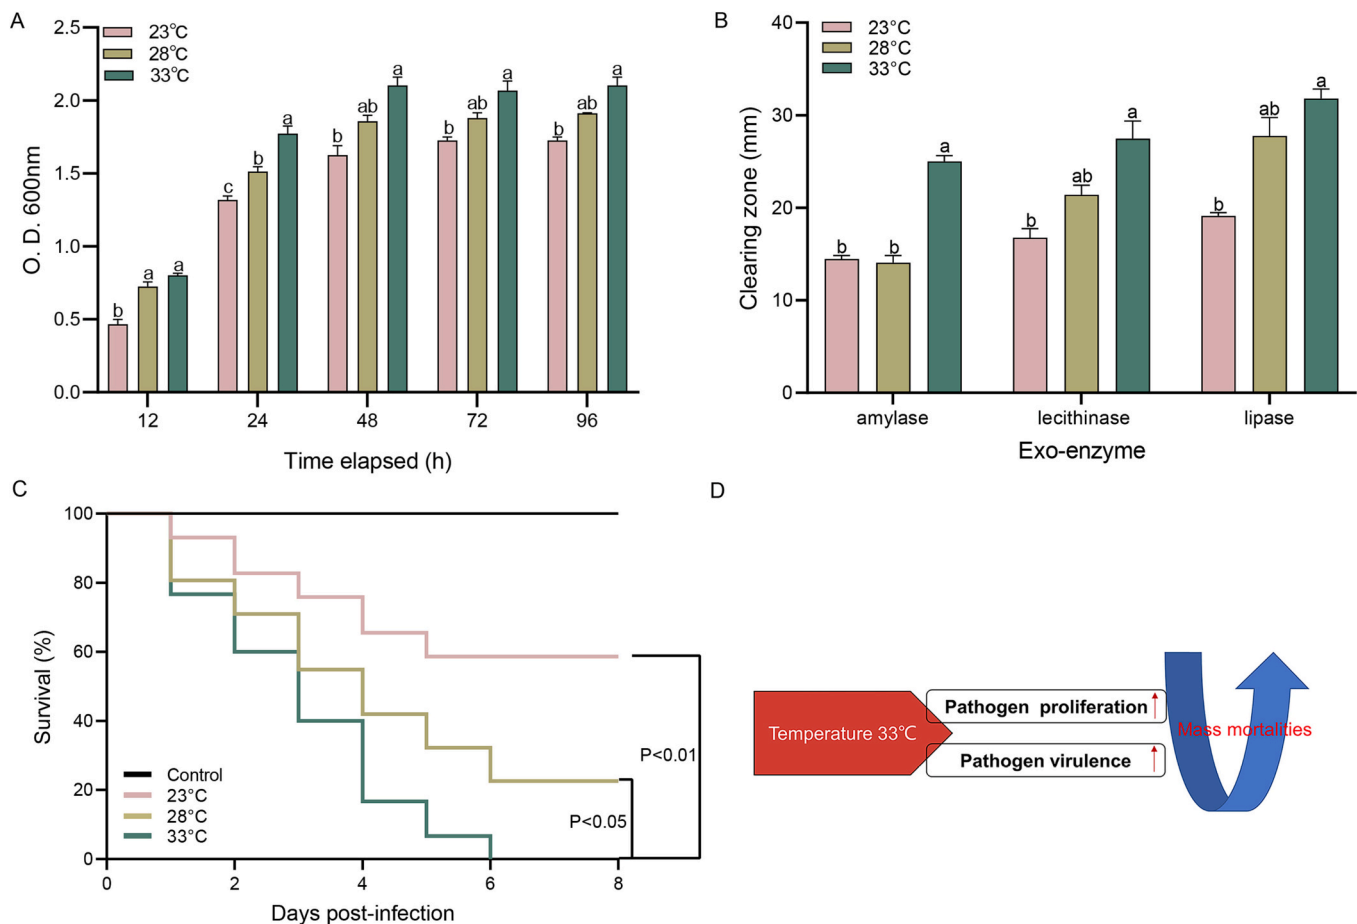 A
23°C
28°C
33°C
2.5
2.0
1.5
1.0
0.5
0.0
O. D. 600nm
b
a
a
c
b
a
b
ab
a
b
ab
a
b
ab
a
12
24
48
72
96
Time elapsed (h)
B
23°C
28°C
33°C
40
30
20
10
0
Clearing zone (mm)
b
b
a
b
ab
a
b
ab
a
amylase
lecithinase
lipase
Exo-enzyme
C
100
80
60
40
20
0
Survival (%)
Control
23°C
28°C
33°C
P<0.01
P<0.05
0
2
4
6
8
Days post-infection
D
Temperature 33℃
Pathogen proliferation
Pathogen virulence
Mass mortalities